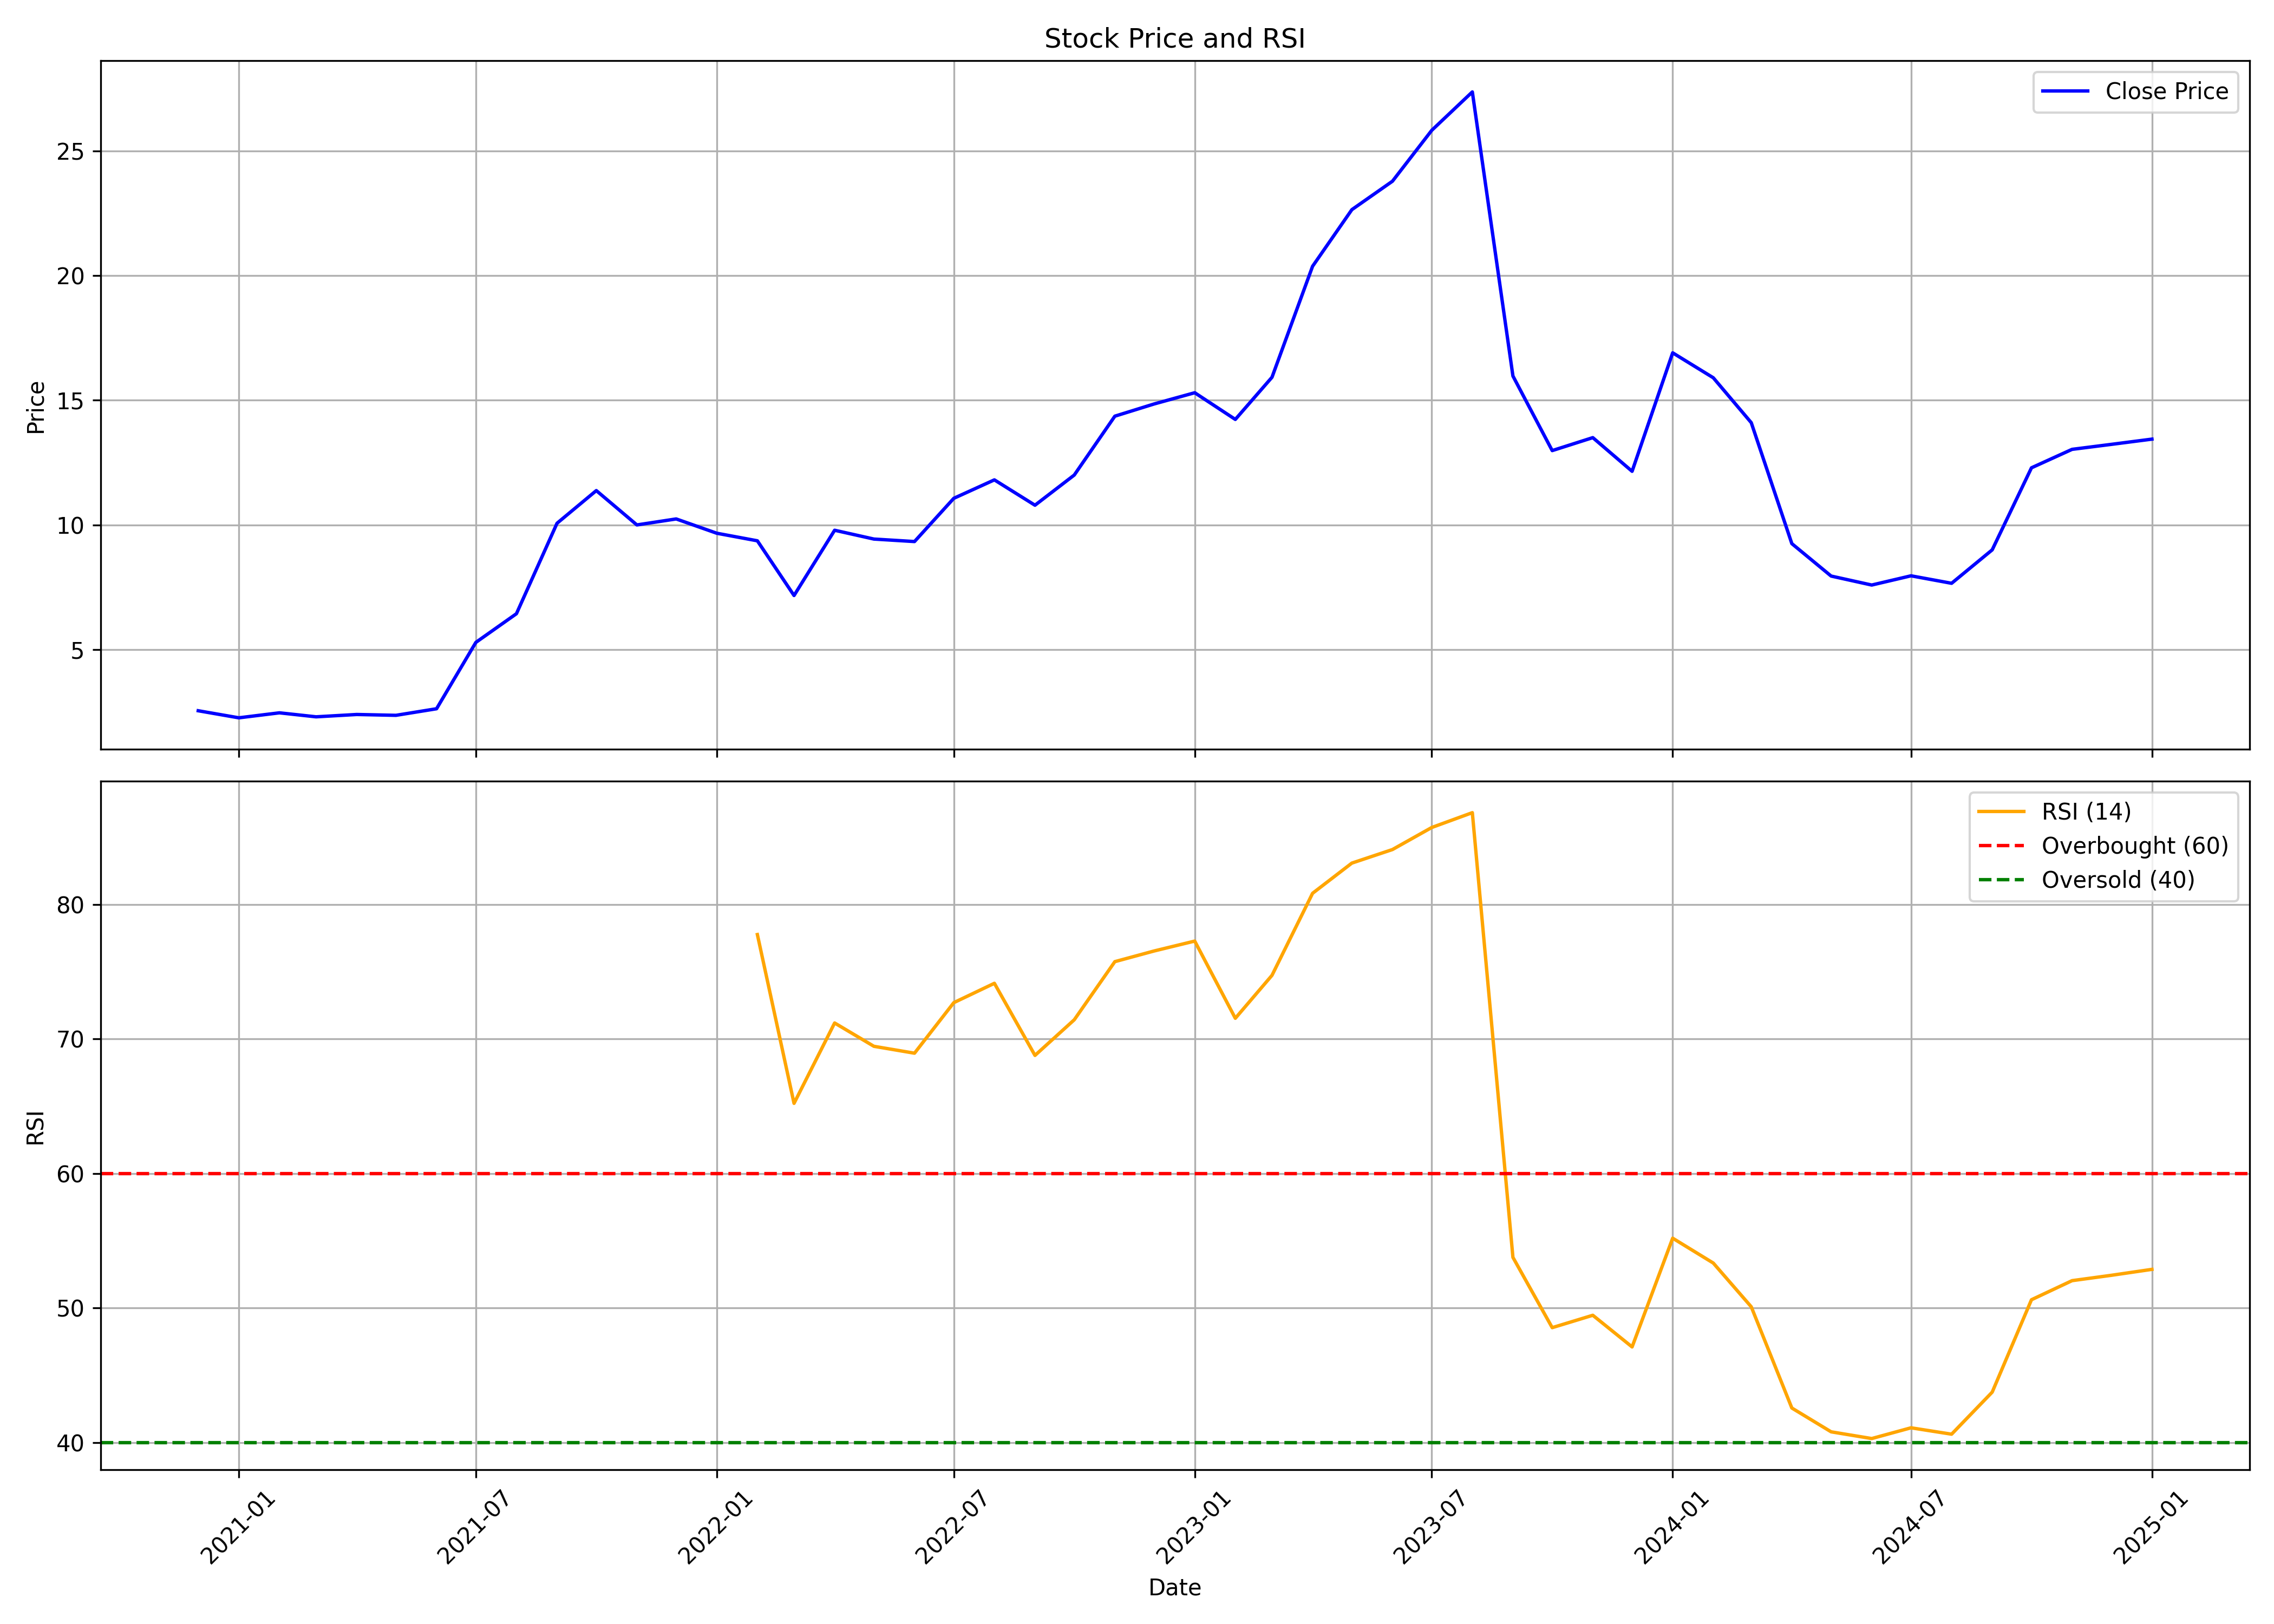 Stock Price and RSI
Close Price
25
20
15
10
5
Price
RSI (14)
Overbought (60)
Oversold (40)
80
70
60
50
40
RSI
2021-01
2021-07
2022-01
2022-07
2023-01
2023-07
2024-01
2024-07
2025-01
Date